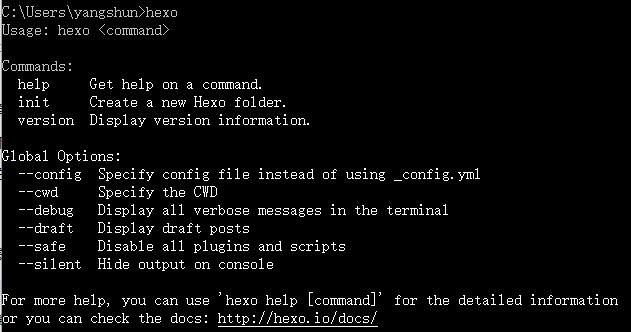 C:\Users\yangshun>hexo
Usage: hexo <command>
Commands:
help Get help on a command.
init Create a new Hexo folder.
version Display version information.
Global Options:
--config Specify config file instead of using _config.yml
--cwd Specify the CWD
--debug Display all verbose messages in the terminal
--draft Display draft posts
--safe Disable all plugins and scripts
--silent Hide output on console
For more help, you can use 'hexo help [command]' for the detailed information
or you can check the docs: http://hexo.io/docs/